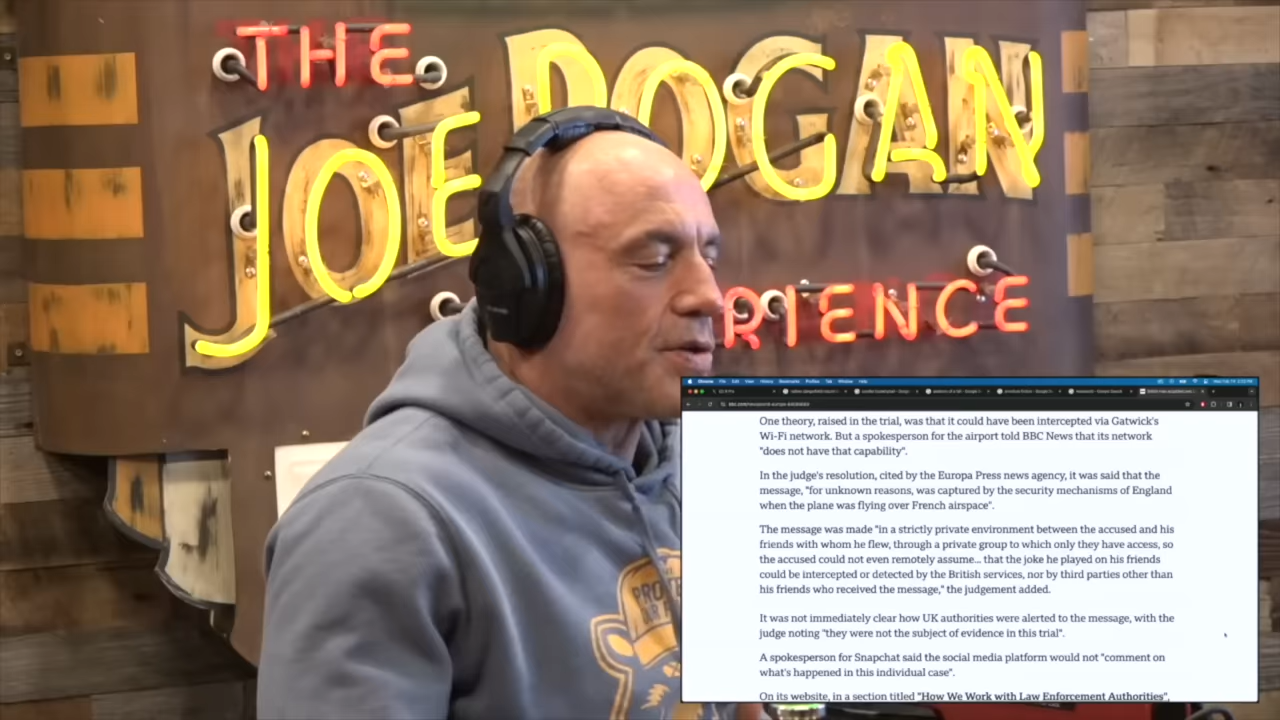 THE
JOE ROGAN
RIENCE
One theory, raised in the trial, was that it could have been intercepted via Gatwick's
Wi-Fi network. But a spokesperson for the airport told BBC News that its network
"does not have that capability".
In the judge's resolution, cited by the Europa Press news agency, it was said that the
message, "for unknown reasons, was captured by the security mechanisms of England
when the plane was flying over French airspace".
The message was made "in a strictly private environment between the accused and his
friends with whom he flew, through a private group to which only they have access, so
the accused could not even remotely assume... that the joke he played on his friends
could be intercepted or detected by the British services, nor by third parties other than
his friends who received the message," the judgement added.
It was not immediately clear how UK authorities were alerted to the message, with the
judge noting "they were not the subject of evidence in this trial".
A spokesperson for Snapchat said the social media platform would not "comment on
what's happened in this individual case".
On its website, in a section titled "How We Work with Law Enforcement Authorities",